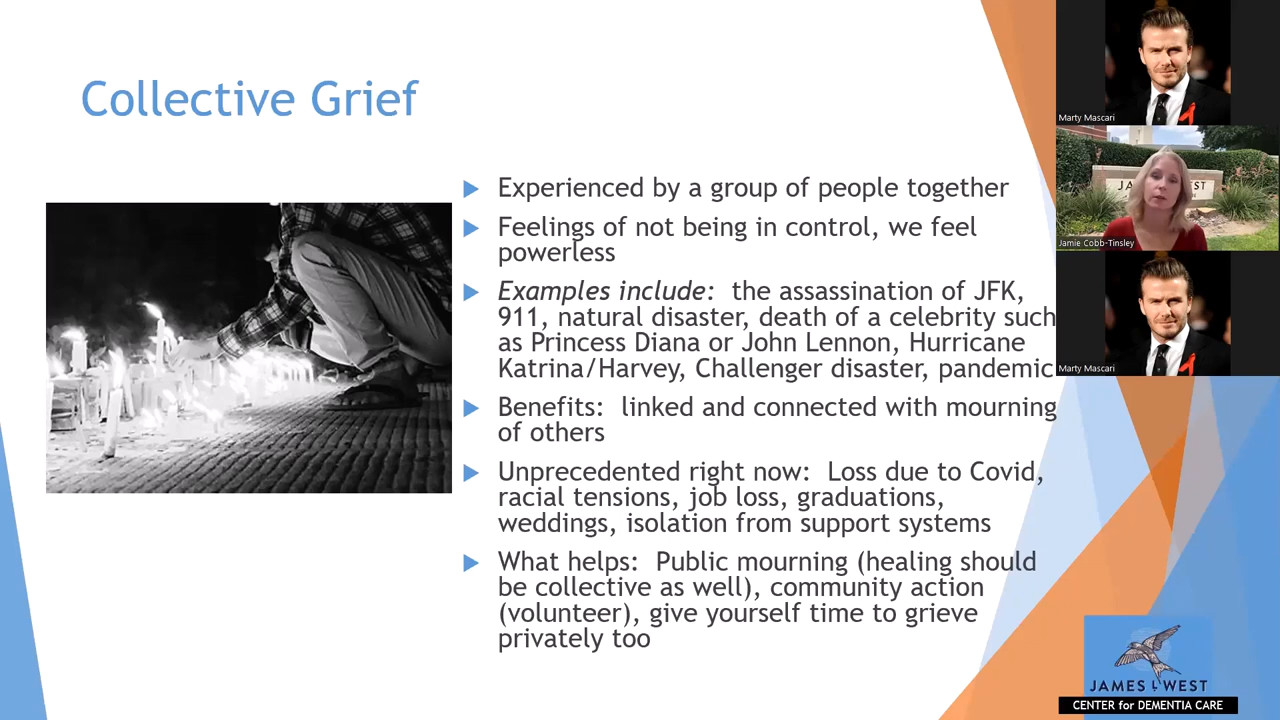 Collective Grief
Experienced by a group of people together
Feelings of not being in control, we feel
powerless
Examples include: the assassination of JFK,
911, natural disaster, death of a celebrity such
as Princess Diana or John Lennon, Hurricane
Katrina/Harvey, Challenger disaster, pandemic
Benefits: linked and connected with mourning
of others
Unprecedented right now: Loss due to Covid,
racial tensions, job loss, graduations,
weddings, isolation from support systems
What helps: Public mourning (healing should
be collective as well), community action
(volunteer), give yourself time to grieve
privately too
Marty Mascari
Jamie Cobb-Tinsley
Marty Mascari
JAMES L WEST
CENTER for DEMENTIA CARE